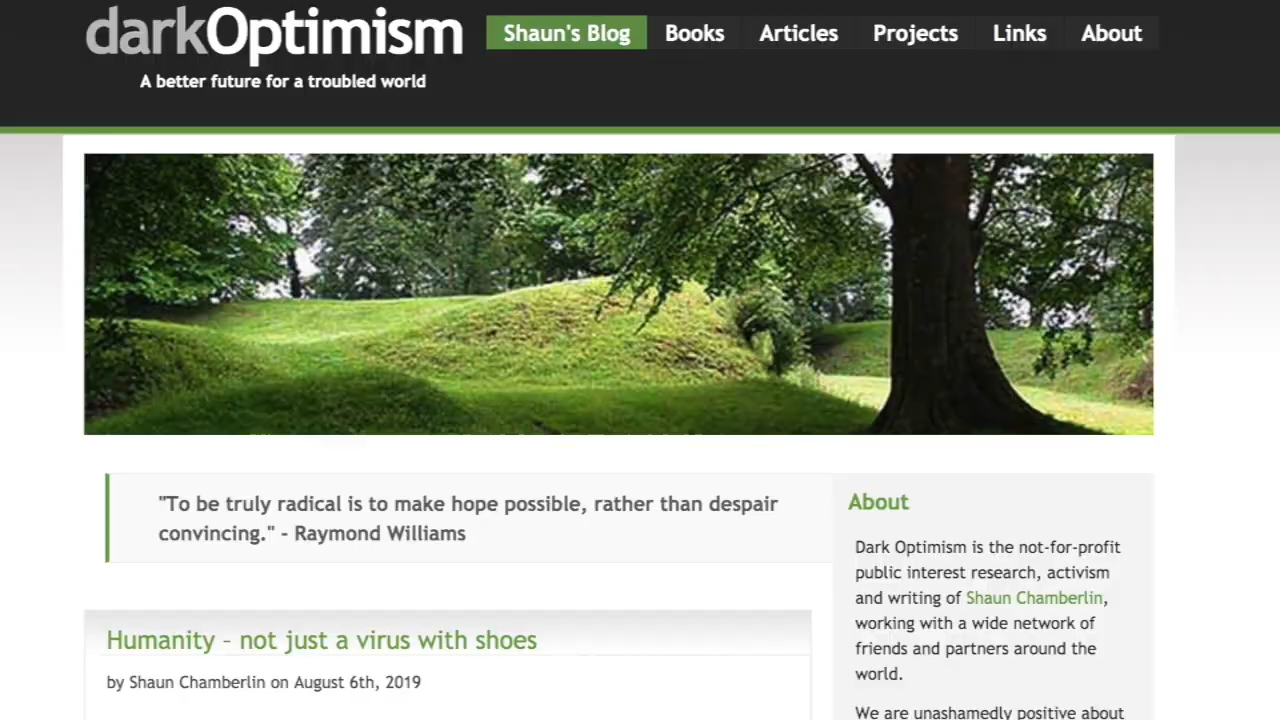 darkOptimism
Shaun's Blog Books Articles Projects Links About
A better future for a troubled world
"To be truly radical is to make hope possible, rather than despair
convincing." - Raymond Williams
Humanity – not just a virus with shoes
by Shaun Chamberlin on August 6th, 2019
About
Dark Optimism is the not-for-profit
public interest research, activism
and writing of Shaun Chamberlin,
working with a wide network of
friends and partners around the
world.
We are unashamedly positive about